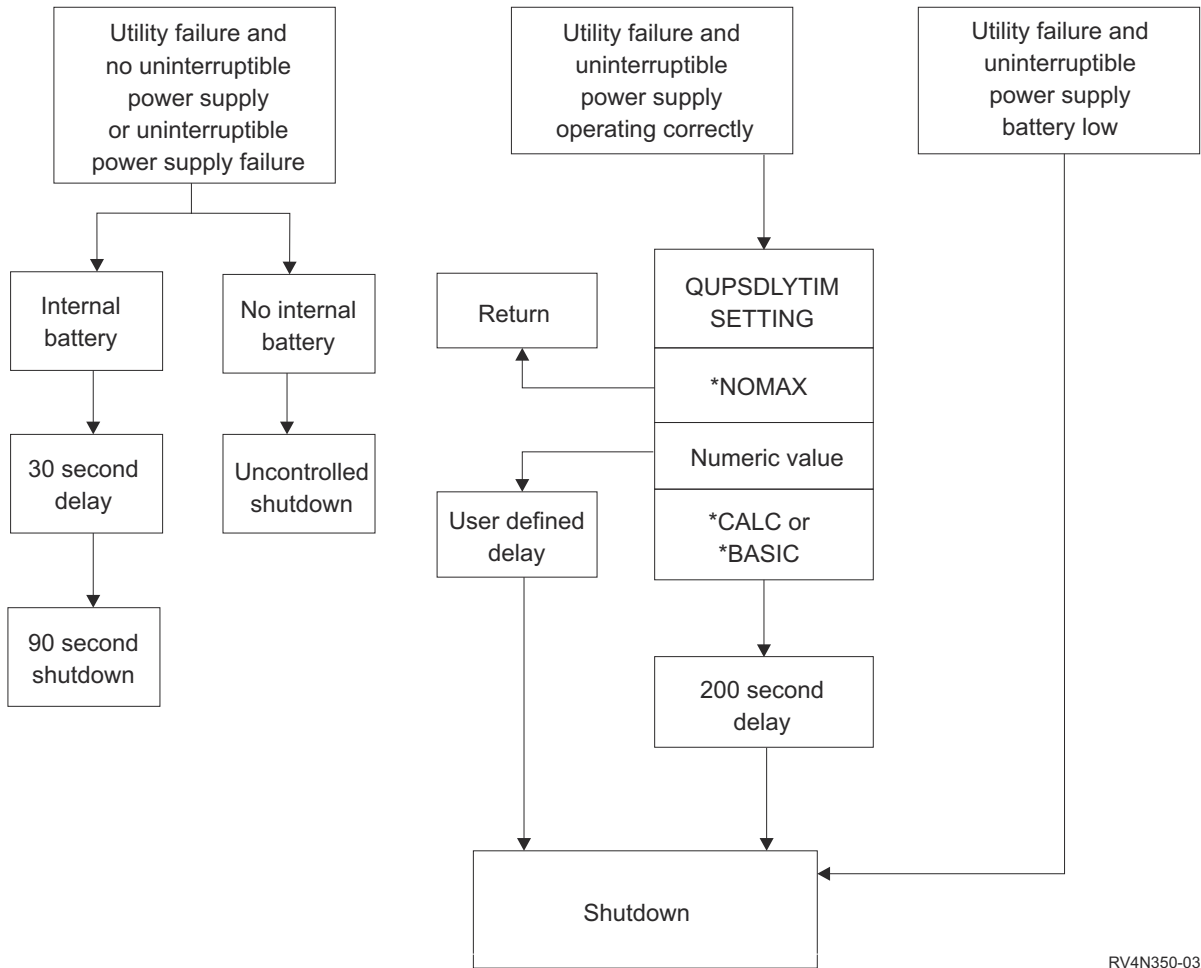 Utility failure and
no uninterruptible
power supply
or uninterruptible
power supply failure
Utility failure and
uninterruptible
power supply
operating correctly
Utility failure and
uninterruptible
power supply
battery low
Internal
battery
No internal
battery
Return
QUPSDLYTIM
SETTING
*NOMAX
Numeric value
*CALC or
*BASIC
30 second
delay
Uncontrolled
shutdown
User defined
delay
90 second
shutdown
200 second
delay
Shutdown
RV4N350-03